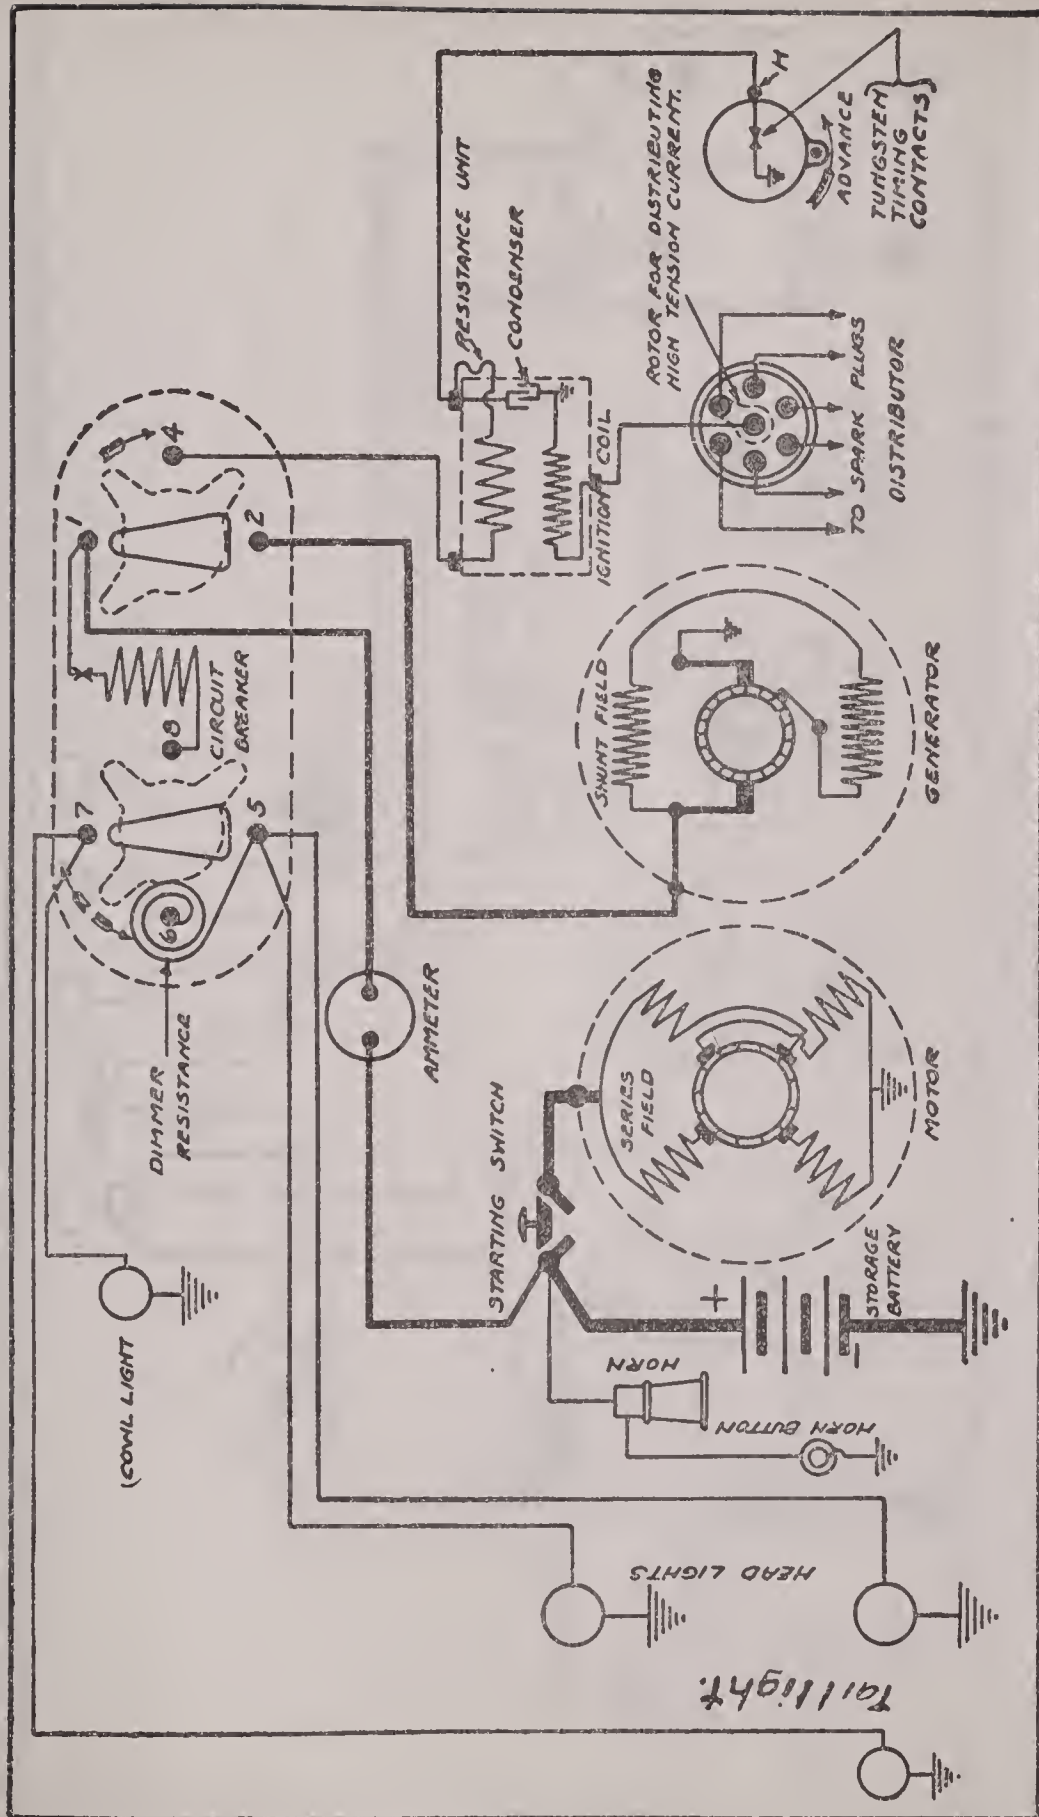 RESISTANCE UNIT
CONDENSER
ROTOR FOR DISTRIBUTING
HIGH TENSION CURRENT.
H
ADVANCE
TUNGSTEN
TIMING
CONTACTS
TO SPARK PLUGS
DISTRIBUTOR
IGNITION COIL
1
2
4
CIRCUIT
BREAKER
8
7
5
6
DIMMER
RESISTANCE
AMMETER
SHUNT FIELD
GENERATOR
SERIES
FIELD
MOTOR
STARTING SWITCH
+
STORAGE
BATTERY
−
COWL LIGHT
HORN
HORN BUTTON
HEAD LIGHTS
Tail light.